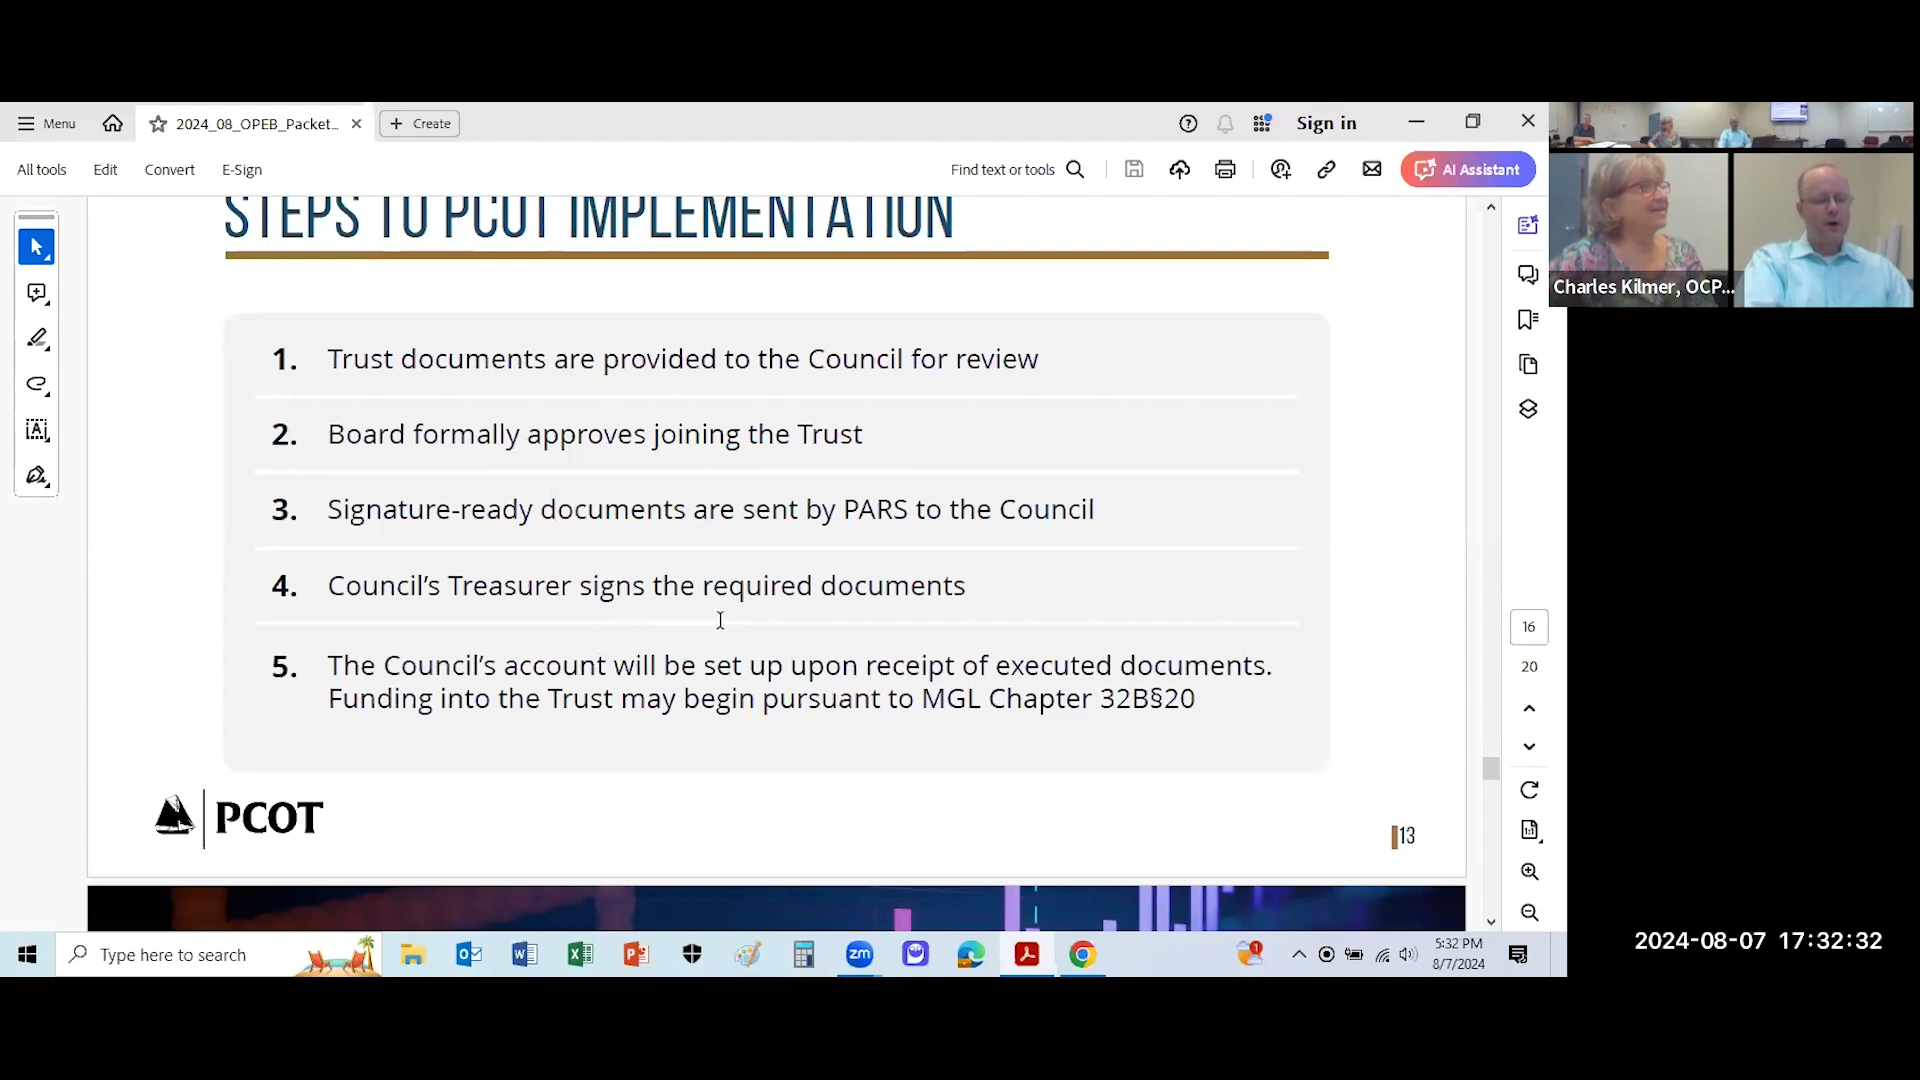 Menu
2024_08_OPEB_Packet...
Create
Sign in
All tools
Edit
Convert
E-Sign
Find text or tools
AI Assistant
STEPS TO PCOT IMPLEMENTATION
1. Trust documents are provided to the Council for review
2. Board formally approves joining the Trust
3. Signature-ready documents are sent by PARS to the Council
4. Council's Treasurer signs the required documents
5. The Council's account will be set up upon receipt of executed documents.
Funding into the Trust may begin pursuant to MGL Chapter 32B§20
PCOT
13
16
20
Charles Kilmer, OCP...
Type here to search
zm
1
5:32 PM
8/7/2024
2024-08-07 17:32:32